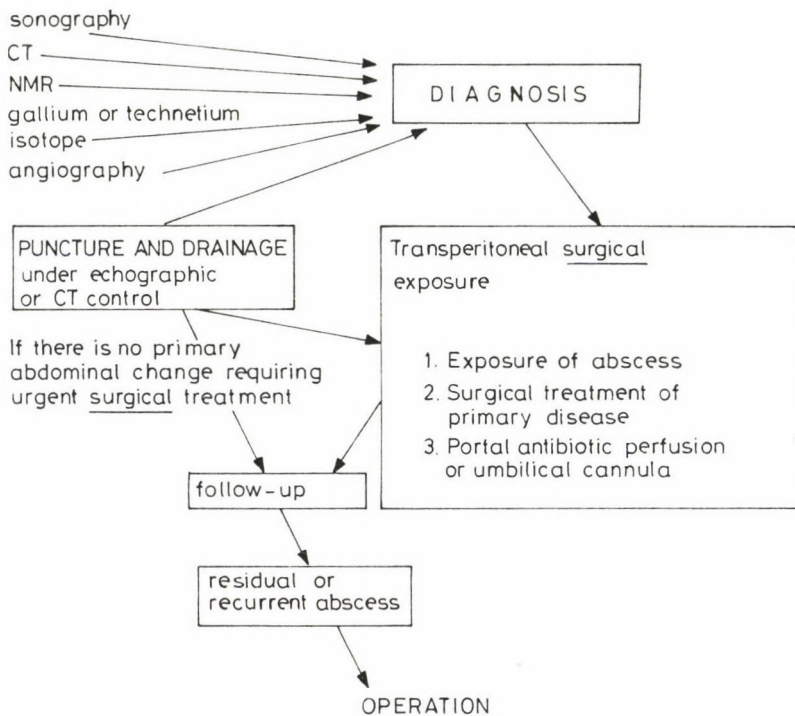 sonography
CT
NMR
gallium or technetium
isotope
angiography
DIAGNOSIS
PUNCTURE AND DRAINAGE
under echographic
or CT control
Transperitoneal surgical
exposure
1. Exposure of abscess
2. Surgical treatment of
primary disease
3. Portal antibiotic perfusion
or umbilical cannula
If there is no primary
abdominal change requiring
urgent surgical treatment
follow-up
residual or
recurrent abscess
OPERATION